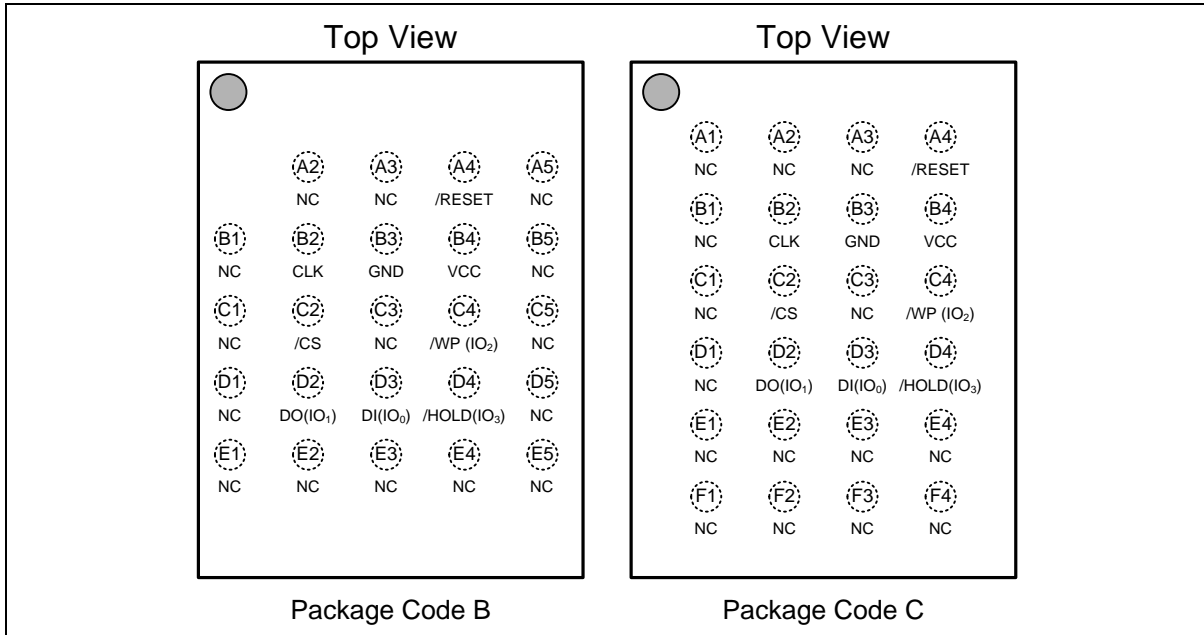 Top View
A2 A3 A4 A5
NC NC /RESET NC
B1 B2 B3 B4 B5
NC CLK GND VCC NC
C1 C2 C3 C4 C5
NC /CS NC /WP (IO₂) NC
D1 D2 D3 D4 D5
NC DO(IO₁) DI(IO₀) /HOLD(IO₃) NC
E1 E2 E3 E4 E5
NC NC NC NC NC
Package Code B
Top View
A1 A2 A3 A4
NC NC NC /RESET
B1 B2 B3 B4
NC CLK GND VCC
C1 C2 C3 C4
NC /CS NC /WP (IO₂)
D1 D2 D3 D4
NC DO(IO₁) DI(IO₀) /HOLD(IO₃)
E1 E2 E3 E4
NC NC NC NC
F1 F2 F3 F4
NC NC NC NC
Package Code C